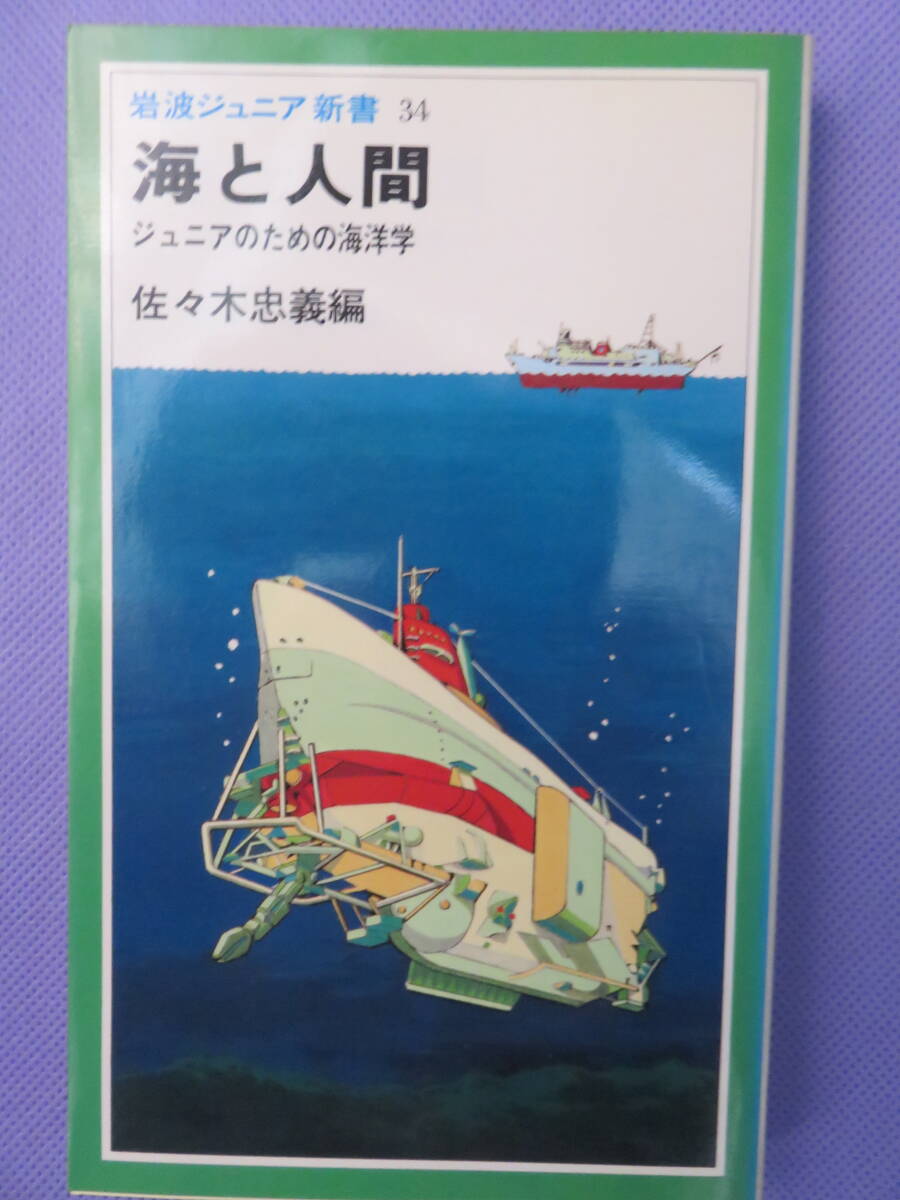 岩波ジュニア新書 34
海と人間
ジュニアのための海洋学
佐々木忠義編